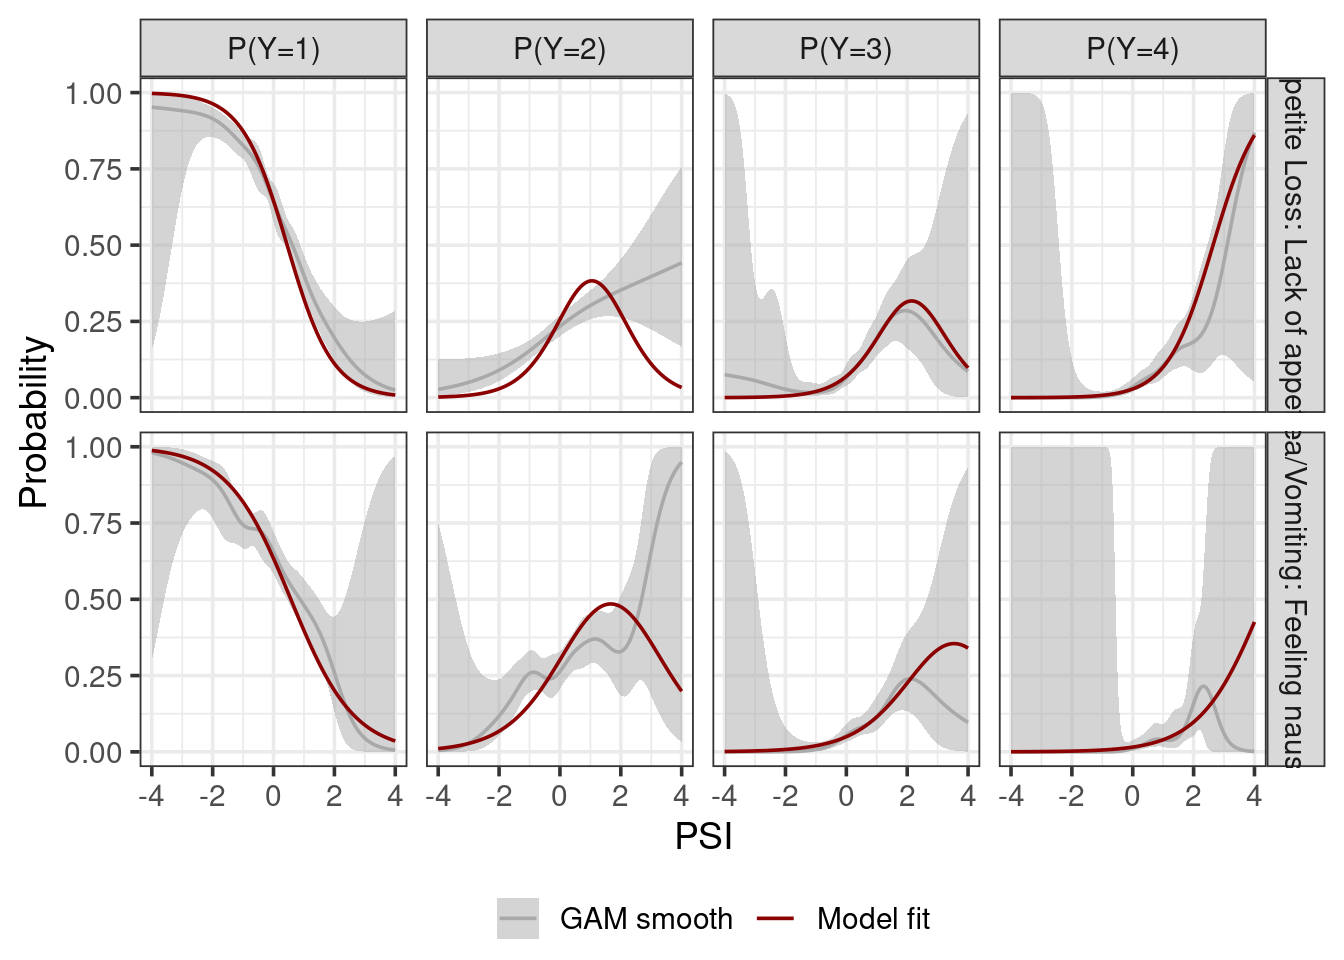 P(Y=1) P(Y=2) P(Y=3) P(Y=4)
1.00
0.75
0.50
0.25
0.00
petite Loss: Lack of appet
1.00
0.75
0.50
0.25
0.00
ea/Vomiting: Feeling naus
Probability
-4 -2 0 2 4 -4 -2 0 2 4 -4 -2 0 2 4 -4 -2 0 2 4
PSI
GAM smooth Model fit